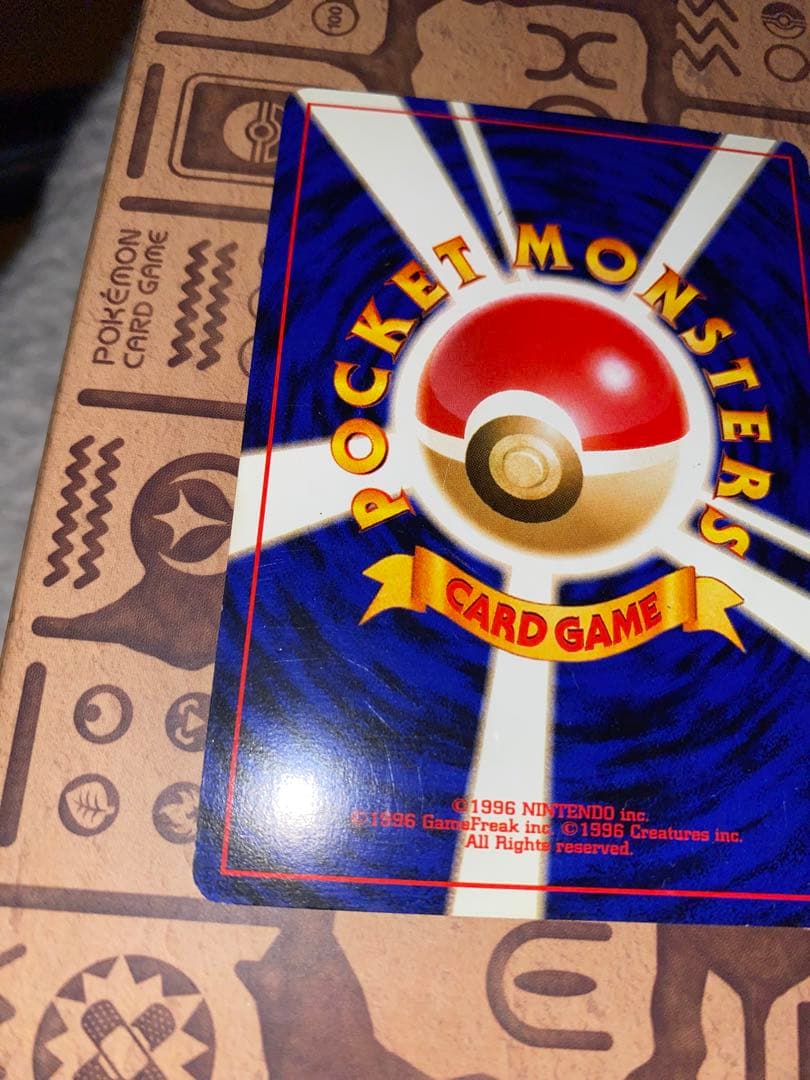 100
POKÉMON
CARD GAME
POCKET MONSTERS
CARD GAME
©1996 NINTENDO inc.
©1996 GameFreak inc. ©1996 Creatures inc.
All Rights reserved.